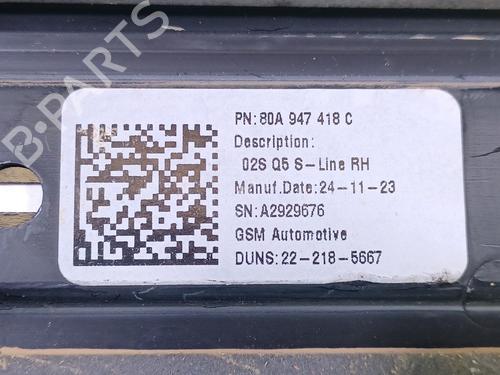 PN:80A 947 418 C
Description:
02S Q5 S-Line RH
Manuf.Date:24-11-23
SN:A2929676
GSM Automotive
DUNS:22-218-5667
B-PARTS